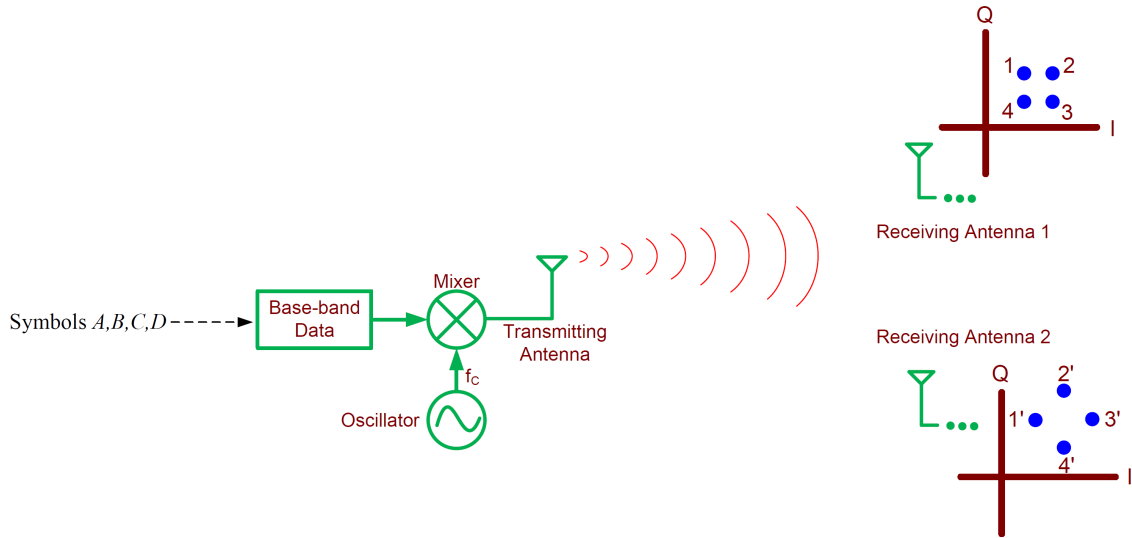 Q
1
2
4
3
I
Receiving Antenna 1
Mixer
Base-band
Data
Symbols A,B,C,D
Transmitting
Antenna
fC
Oscillator
Receiving Antenna 2
Q
2'
1'
3'
4'
I